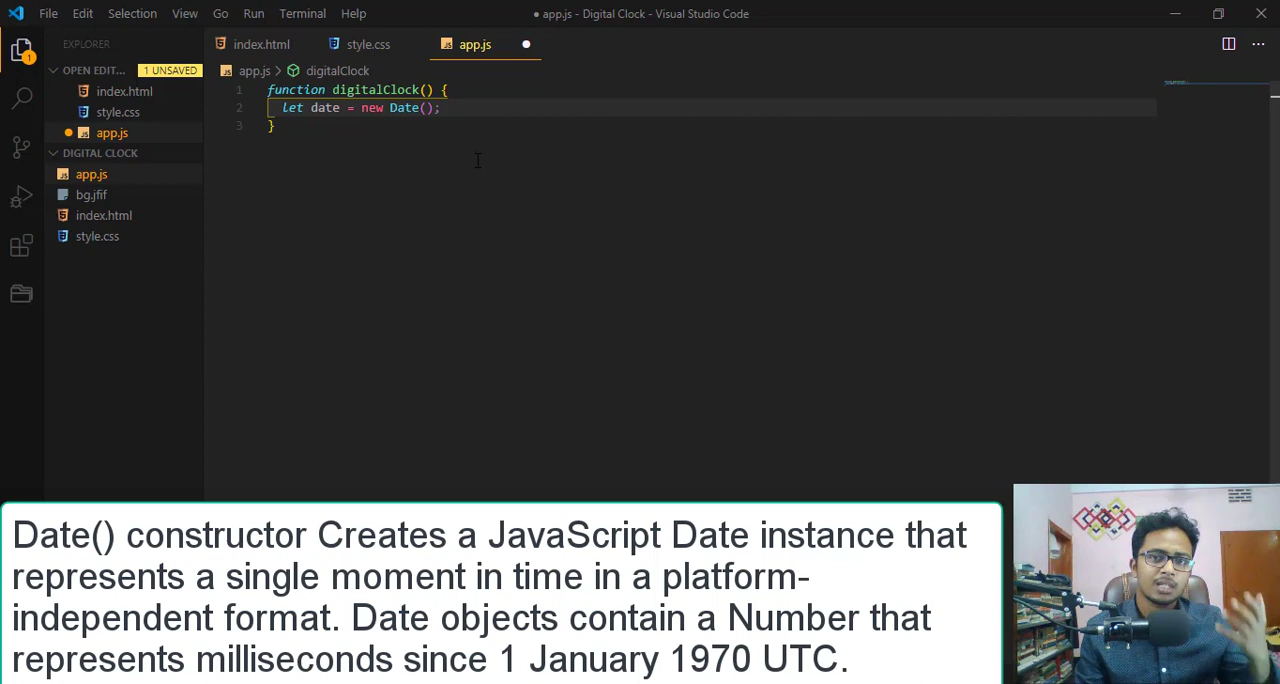 File Edit Selection View Go Run Terminal Help ● app.js - Digital Clock - Visual Studio Code
EXPLORER
index.html style.css app.js
OPEN EDIT... 1 UNSAVED
index.html
style.css
app.js
DIGITAL CLOCK
app.js
bg.jfif
index.html
style.css
1
app.js > digitalClock
1 function digitalClock() {
2 let date = new Date();
3 }
Date() constructor Creates a JavaScript Date instance that
represents a single moment in time in a platform-
independent format. Date objects contain a Number that
represents milliseconds since 1 January 1970 UTC.